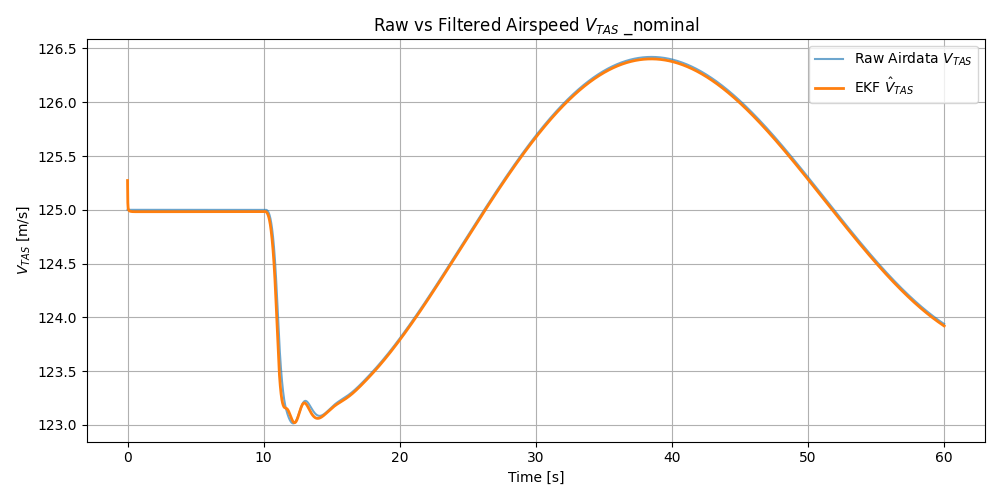 Raw vs Filtered Airspeed V_TAS _nominal
Raw Airdata V_TAS
EKF V̂_TAS
V_TAS [m/s]
126.5
126.0
125.5
125.0
124.5
124.0
123.5
123.0
0 10 20 30 40 50 60
Time [s]